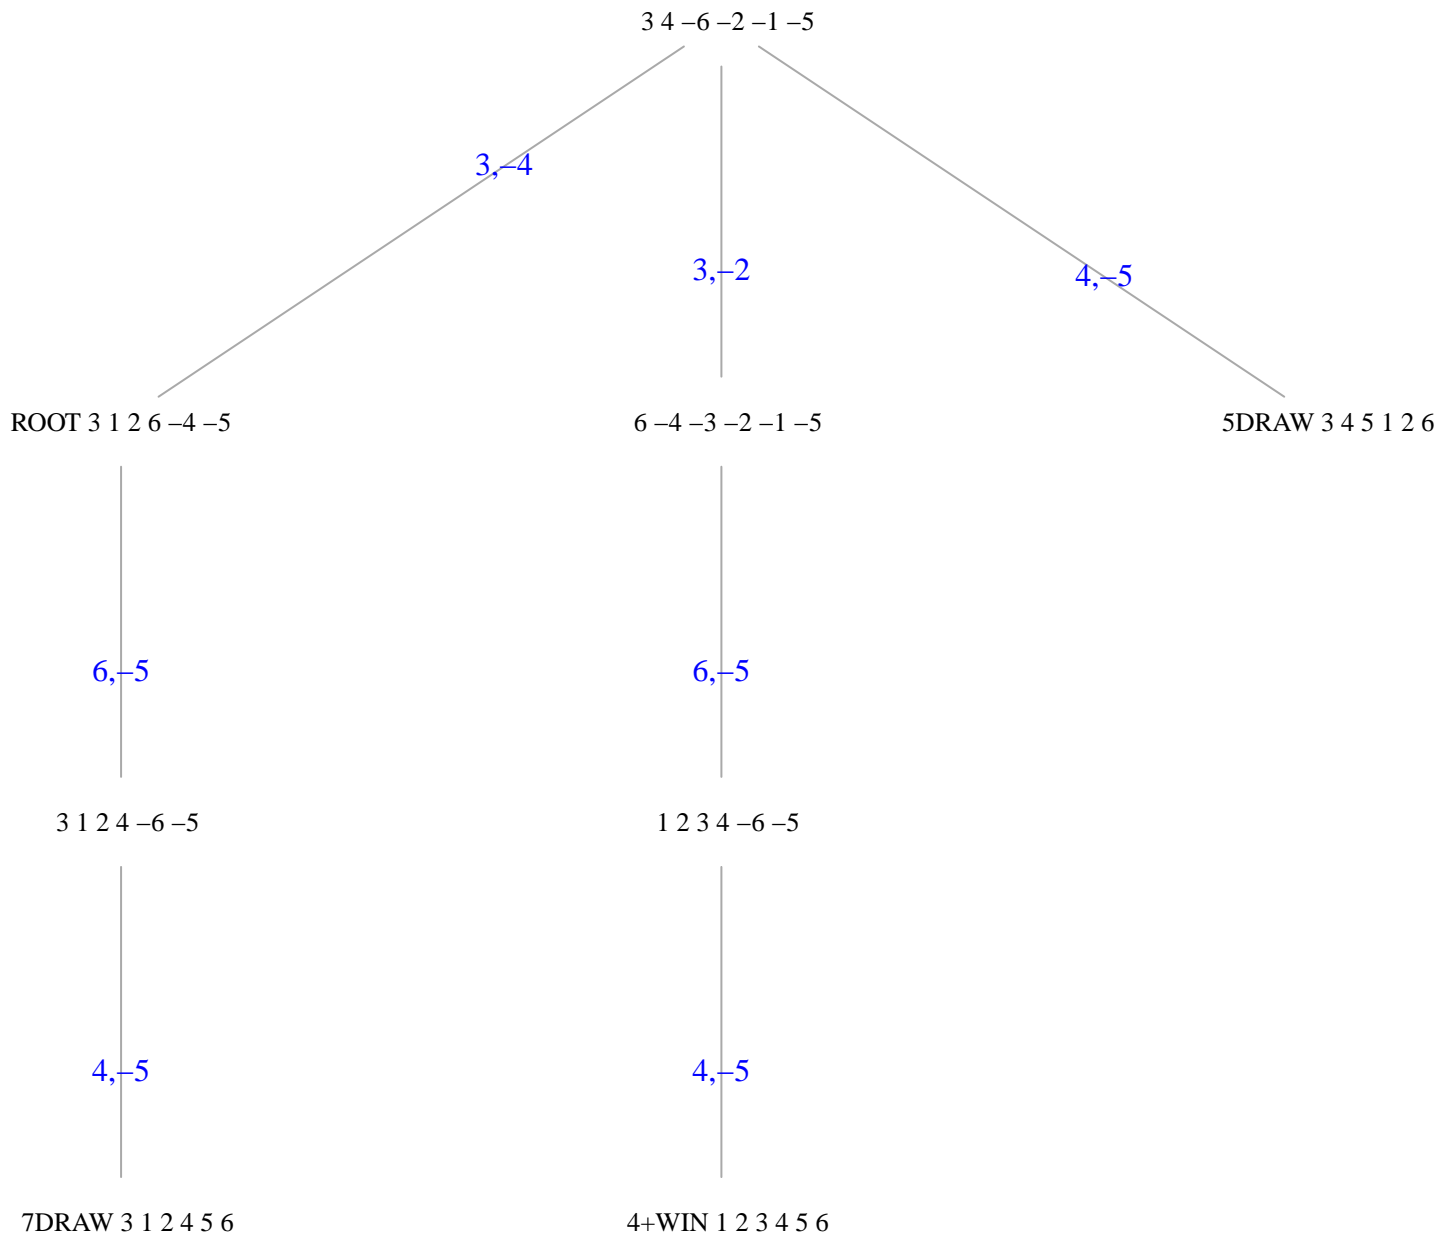 3 4 –6 –2 –1 –5
3,–4
3,–2
4,–5
ROOT 3 1 2 6 –4 –5
6 –4 –3 –2 –1 –5
5DRAW 3 4 5 1 2 6
6,–5
6,–5
3 1 2 4 –6 –5
1 2 3 4 –6 –5
4,–5
4,–5
7DRAW 3 1 2 4 5 6
4+WIN 1 2 3 4 5 6